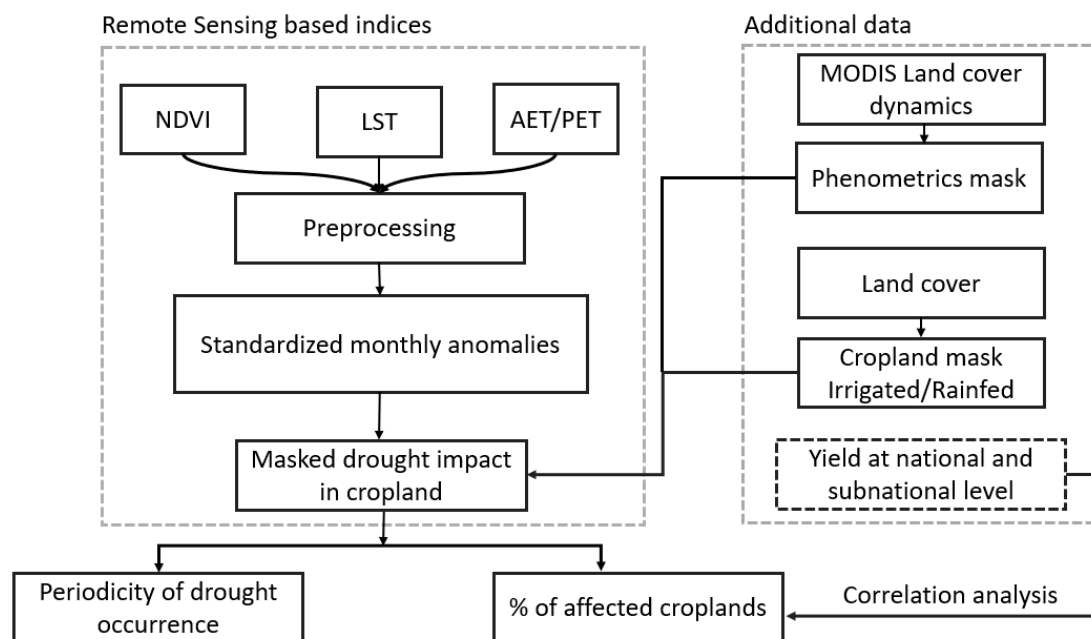 Remote Sensing based indices
NDVI
LST
AET/PET
Preprocessing
Standardized monthly anomalies
Masked drought impact
in cropland
Additional data
MODIS Land cover
dynamics
Phenometrics mask
Land cover
Cropland mask
Irrigated/Rainfed
Yield at national and
subnational level
Periodicity of drought
occurrence
% of affected croplands
Correlation analysis